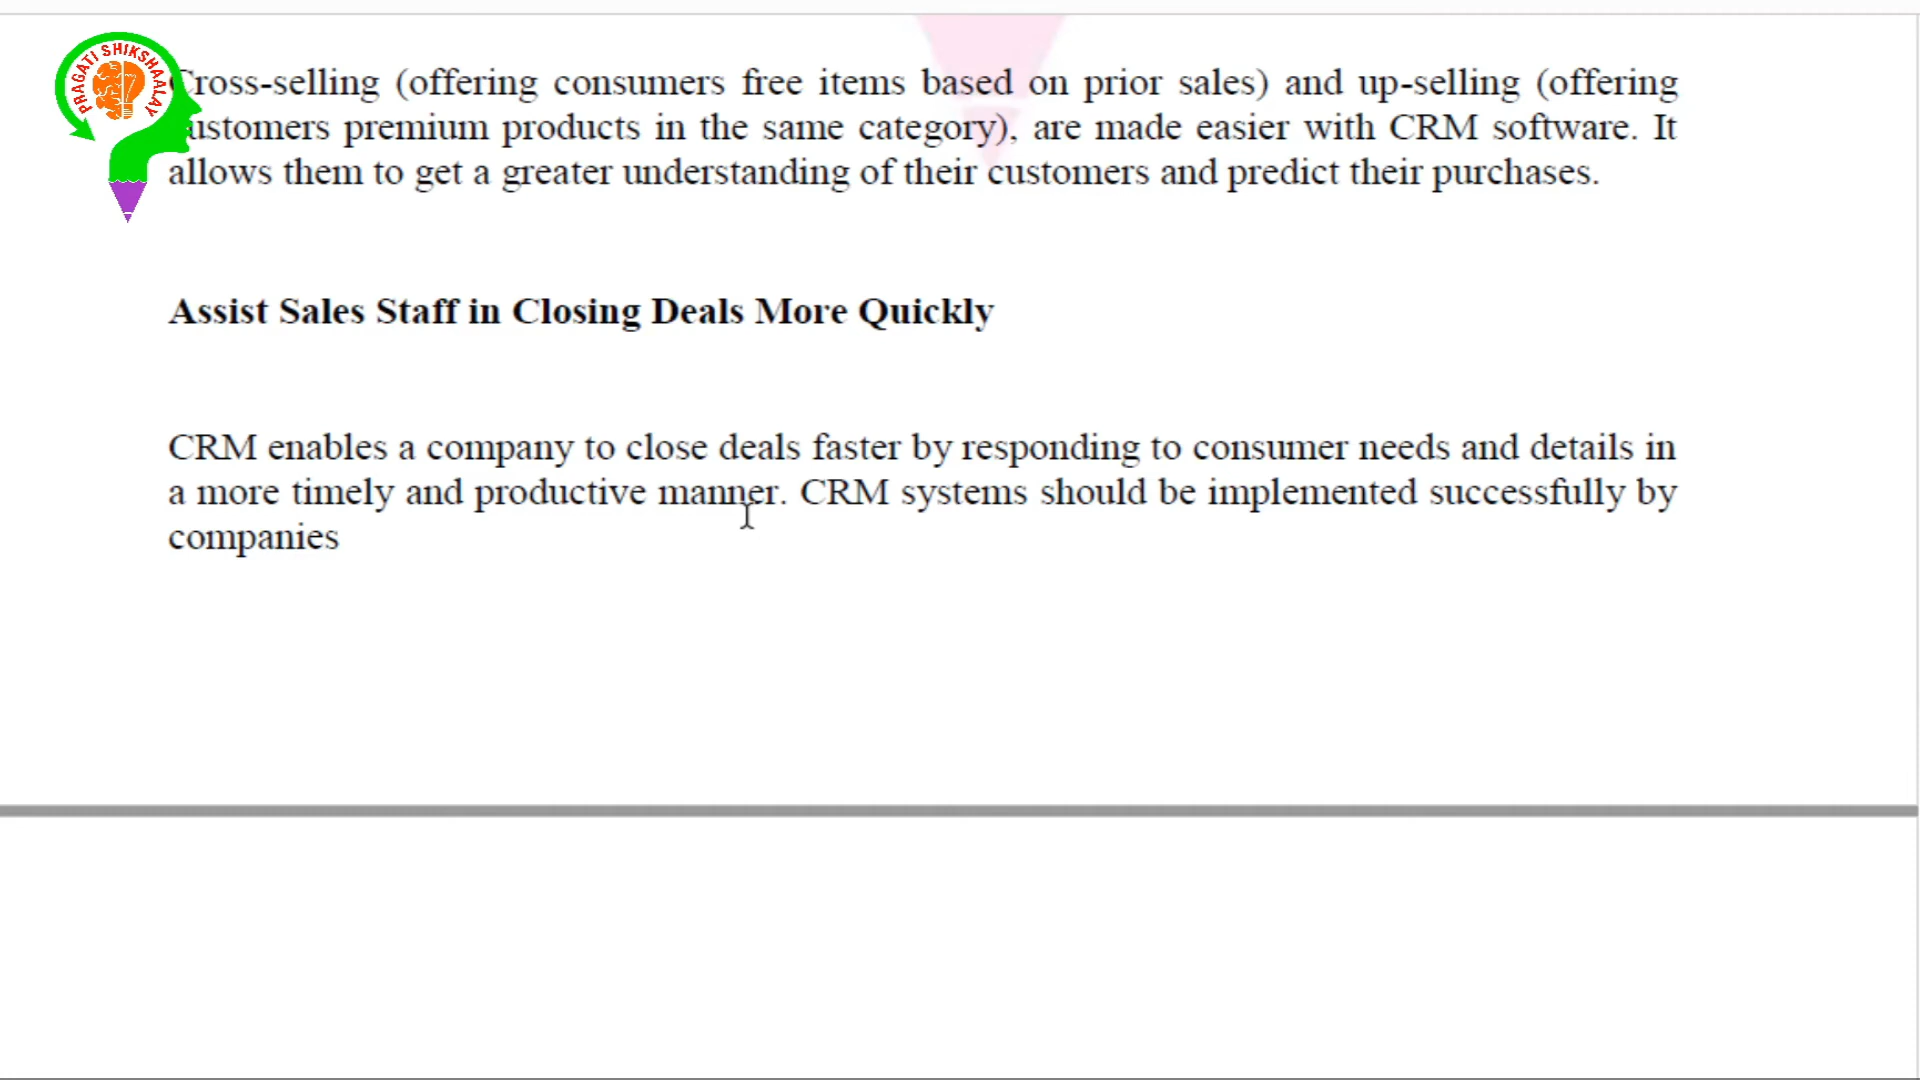 PRAGATI SHIKSHALAY
Cross-selling (offering consumers free items based on prior sales) and up-selling (offering
customers premium products in the same category), are made easier with CRM software. It
allows them to get a greater understanding of their customers and predict their purchases.
Assist Sales Staff in Closing Deals More Quickly
CRM enables a company to close deals faster by responding to consumer needs and details in
a more timely and productive manner. CRM systems should be implemented successfully by
companies